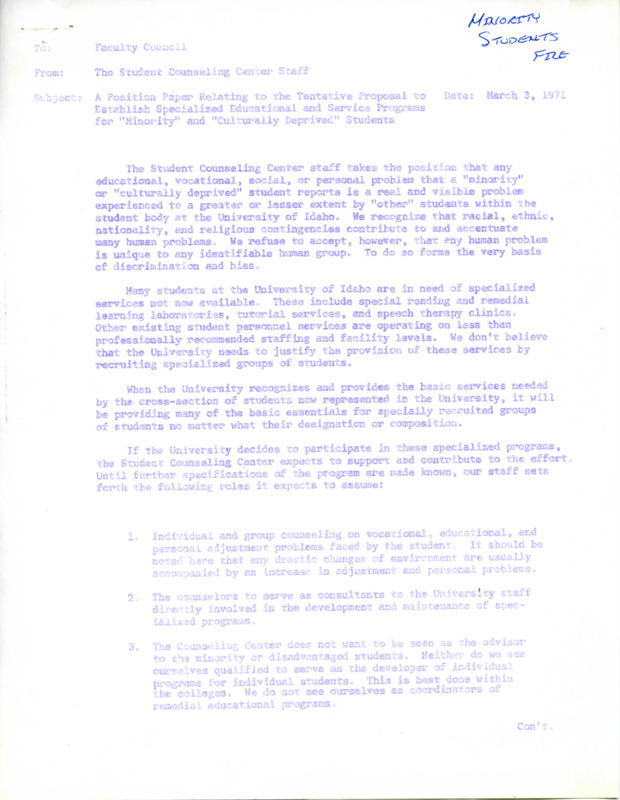 MINORITY
STUDENTS
FIRE
To: Faculty Council
From: The Student Counseling Center Staff
Subject: A Position Paper Relating to the Tentative Proposal to Date: March 3, 1971
Establish Specialized Educational and Service Programs
for "Minority" and "Culturally Deprived" Students
The Student Counseling Center staff takes the position that any
educational, vocational, social, or personal problem that a "minority"
or "culturally deprived" student reports is a real and visible problem
experienced to a greater or lesser extent by "other" students within the
student body at the University of Idaho. We recognize that racial, ethnic,
nationality, and religious contingencies contribute to and accentuate
many human problems. We refuse to accept, however, that any human problem
is unique to any identifiable human group. To do so forms the very basis
of discrimination and bias.
Many students at the University of Idaho are in need of specialized
services not now available. These include special reading and remedial
learning laboratories, tutorial services, and speech therapy clinics.
Other existing student personnel services are operating on less than
professionally recommended staffing and facility levels. We don't believe
that the University needs to justify the provision of these services by
recruiting specialized groups of students.
When the University recognizes and provides the basic services needed
by the cross-section of students now represented in the University, it will
be providing many of the basic essentials for specially recruited groups
of students no matter what their designation or composition.
If the University decides to participate in these specialized programs,
the Student Counseling Center expects to support and contribute to the effort.
Until further specifications of the program are made known, our staff sets
forth the following roles it expects to assume:
1. Individual and group counseling on vocational, educational, and
personal adjustment problems faced by the student. It should be
noted here that any drastic changes of environment are usually
accompanied by an increase in adjustment and personal problems.
2. The counselors to serve as consultants to the University staff
directly involved in the development and maintenance of spec-
ialized programs.
3. The Counseling Center does not want to be seen as the advisor
to the minority or disadvantaged students. Neither do we see
ourselves qualified to serve as the developer of individual
programs for individual students. This is best done within
the colleges. We do not see ourselves as coordinators of
remedial educational programs.
Con't.